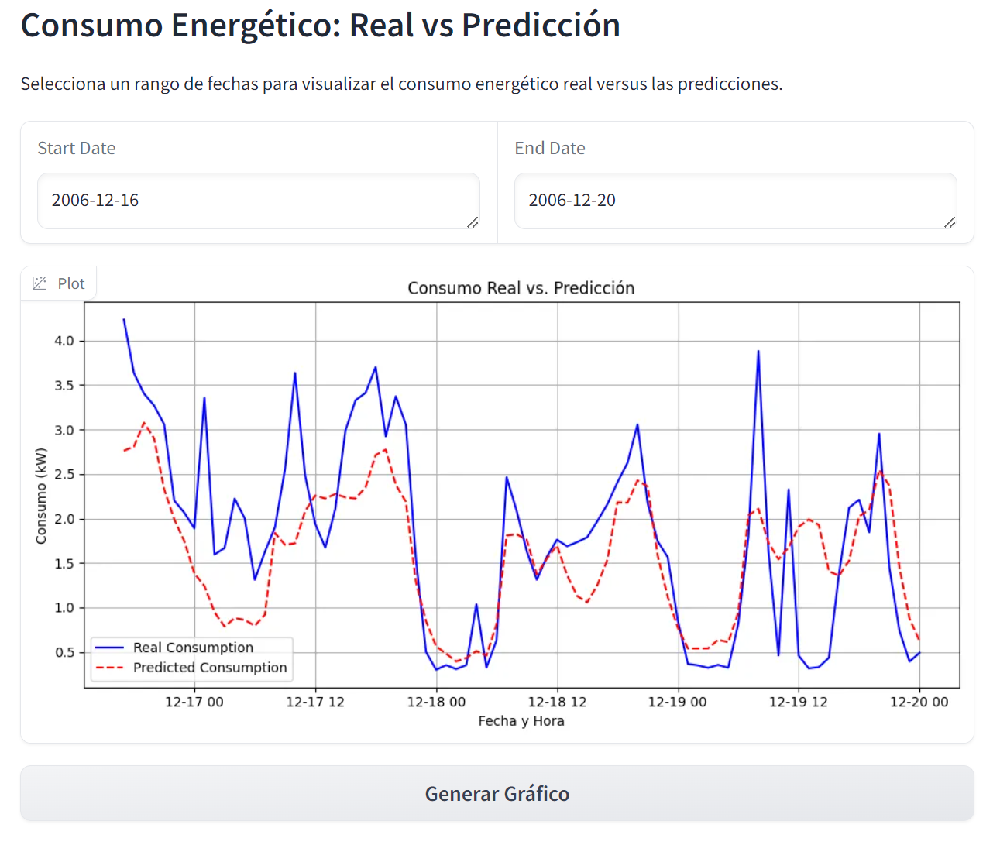 Consumo Energético: Real vs Predicción
Selecciona un rango de fechas para visualizar el consumo energético real versus las predicciones.
Start Date
End Date
2006-12-16
2006-12-20
Plot
Consumo Real vs. Predicción
4.0
3.5
3.0
2.5
2.0
1.5
1.0
0.5
Consumo (kW)
Real Consumption
Predicted Consumption
12-17 00
12-17 12
12-18 00
12-18 12
12-19 00
12-19 12
12-20 00
Fecha y Hora
Generar Gráfico